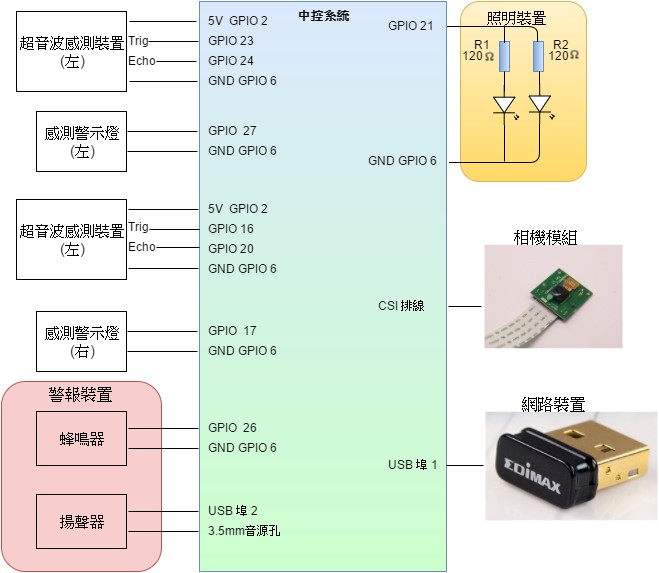 中控系統
超音波感測裝置
(左)
5V GPIO 2
Trig GPIO 23
Echo GPIO 24
GND GPIO 6
感測警示燈
(左)
GPIO 27
GND GPIO 6
超音波感測裝置
(左)
5V GPIO 2
Trig GPIO 16
Echo GPIO 20
GND GPIO 6
感測警示燈
(右)
GPIO 17
GND GPIO 6
警報裝置
蜂鳴器
GPIO 26
GND GPIO 6
揚聲器
USB 埠 2
3.5mm音源孔
GPIO 21
照明裝置
R1
120Ω
R2
120Ω
GND GPIO 6
相機模組
CSI 排線
網路裝置
USB 埠 1
EDIMAX